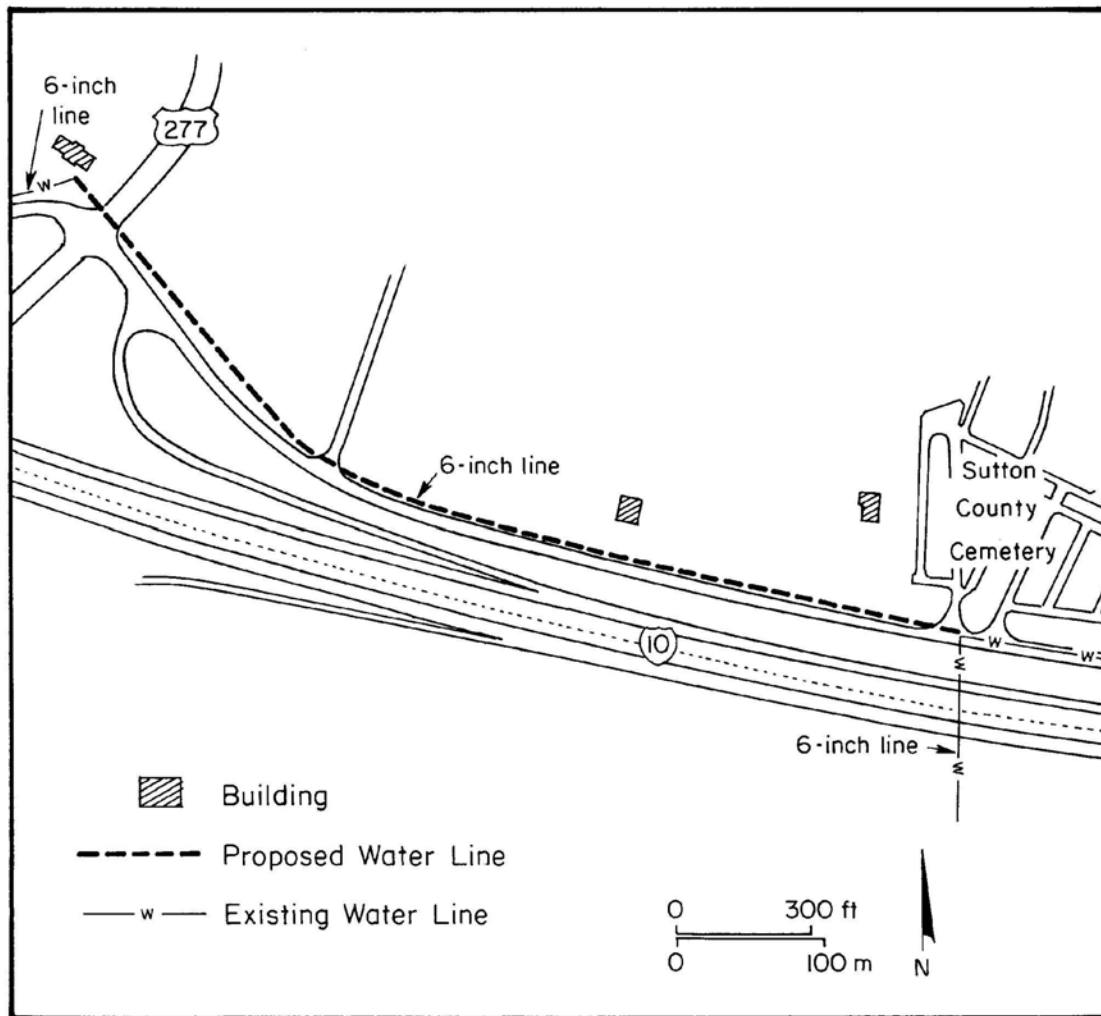 6-inch
line
277
W
6-inch line
Sutton
County
Cemetery
10
W
W
W
6-inch line
W
Building
Proposed Water Line
W
Existing Water Line
0 300 ft
0 100 m
N